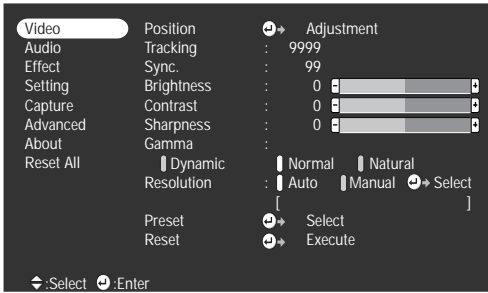 Video Position Adjustment
Audio Tracking : 9999
Effect Sync. : 99
Setting Brightness : 0 - +
Capture Contrast : 0 - +
Advanced Sharpness : 0 - +
About Gamma :
Reset All Dynamic Normal Natural
Resolution : Auto Manual Select
[ ]
Preset Select
Reset Execute
:Select :Enter